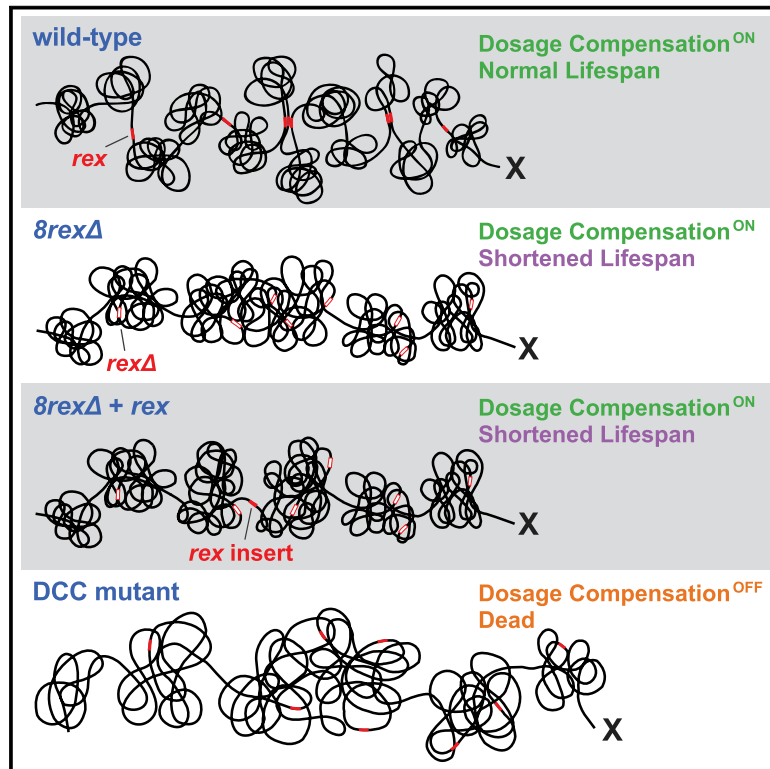 wild-type
Dosage Compensation^ON
Normal Lifespan
rex
X
8rexΔ
Dosage Compensation^ON
Shortened Lifespan
rexΔ
X
8rexΔ + rex
Dosage Compensation^ON
Shortened Lifespan
rex insert
X
DCC mutant
Dosage Compensation^OFF
Dead
X